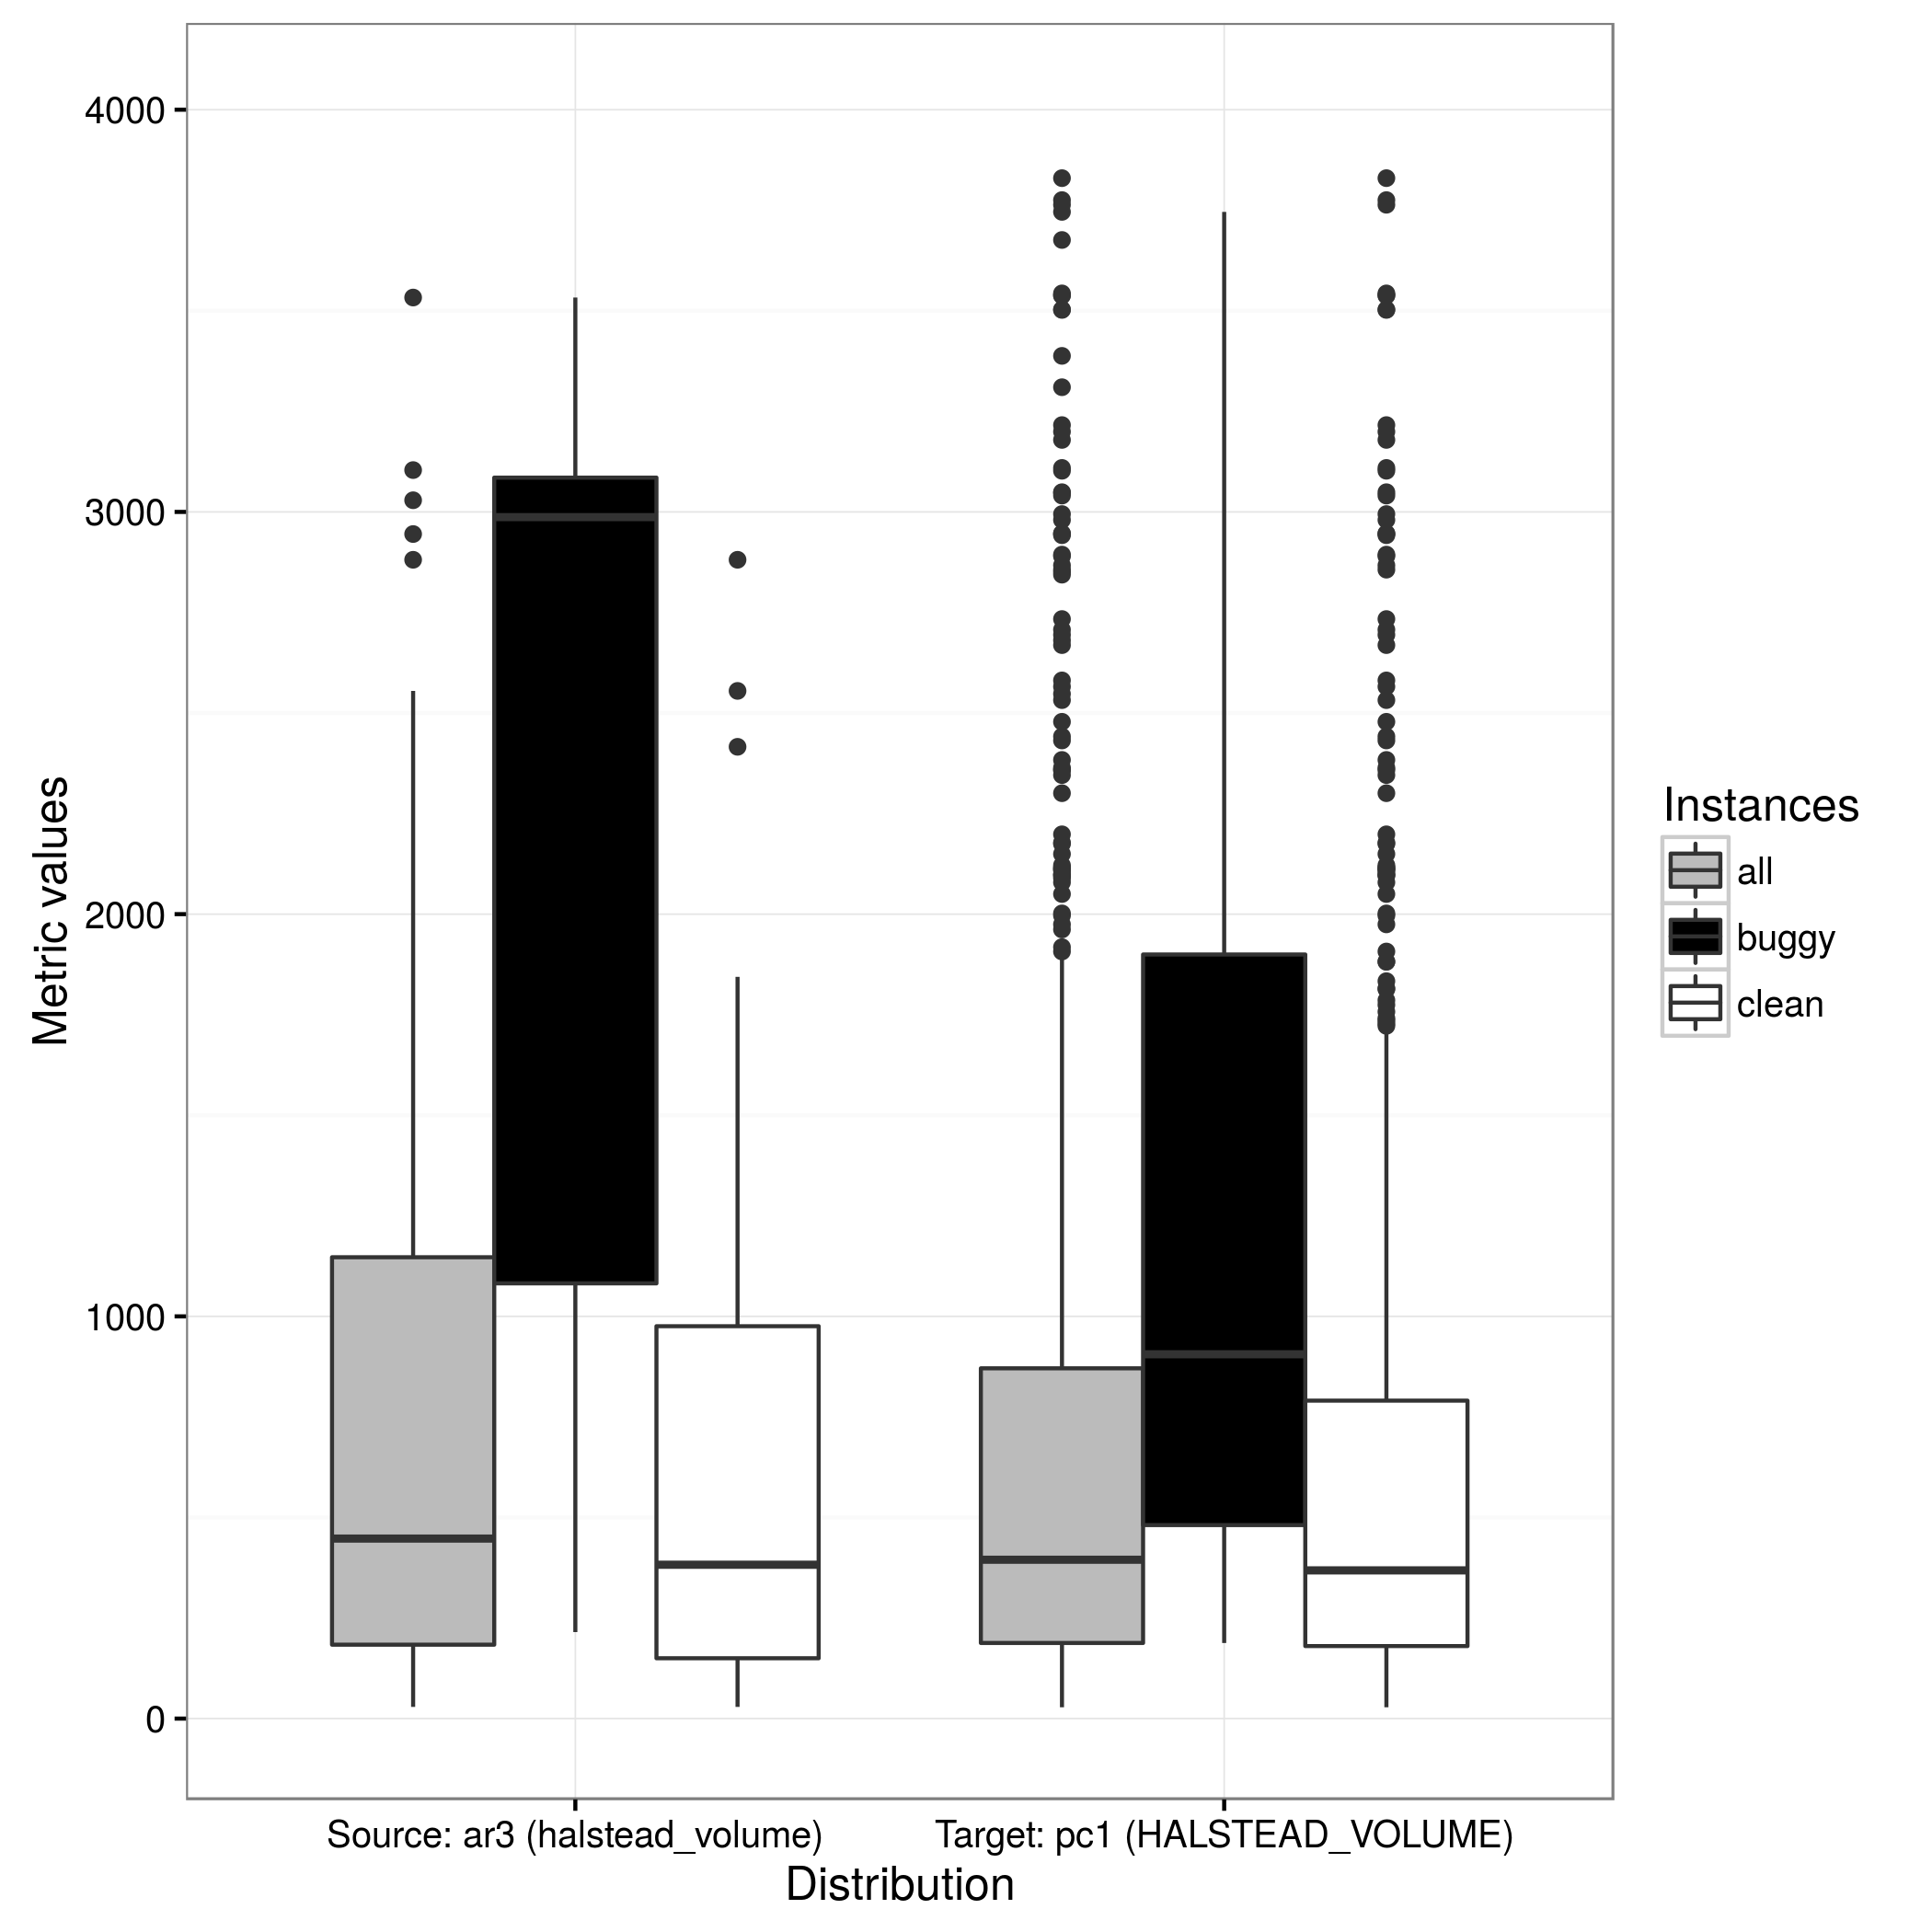 Metric values
4000
3000
2000
1000
0
Source: ar3 (halstead_volume)
Target: pc1 (HALSTEAD_VOLUME)
Distribution
Instances
all
buggy
clean